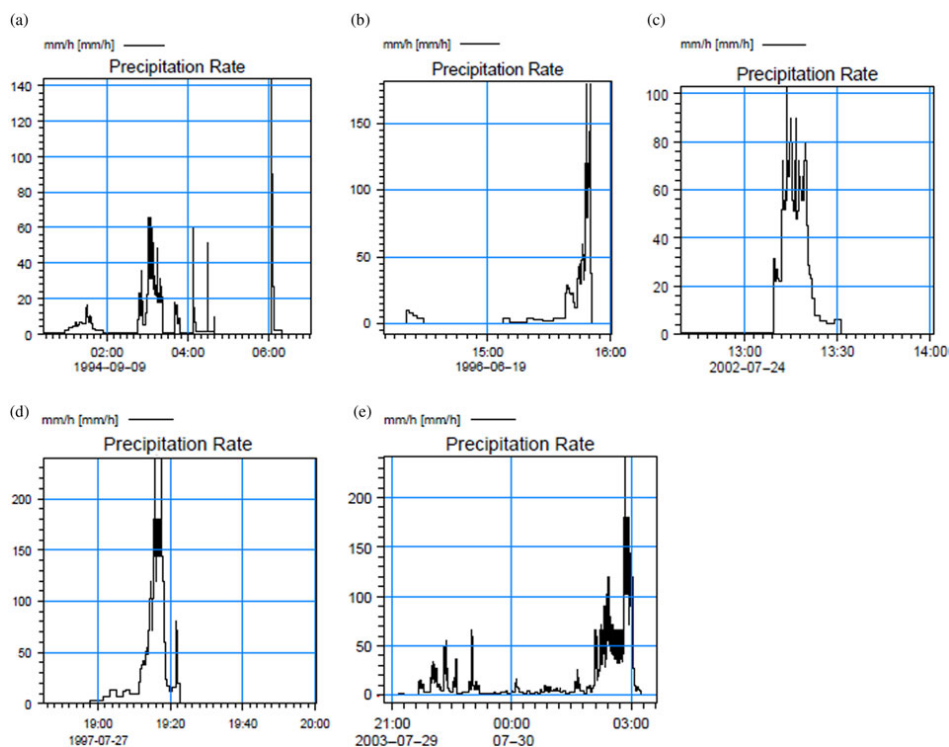 (a)
mm/h [mm/h]
Precipitation Rate
140
120
100
80
60
40
20
0
02:00 04:00 06:00
1994-09-09
(b)
mm/h [mm/h]
Precipitation Rate
150
100
50
0
15:00 16:00
1996-06-19
(c)
mm/h [mm/h]
Precipitation Rate
100
80
60
40
20
0
13:00 13:30 14:00
2002-07-24
(d)
mm/h [mm/h]
Precipitation Rate
200
150
100
50
0
19:00 19:20 19:40 20:00
1997-07-27
(e)
mm/h [mm/h]
Precipitation Rate
200
150
100
50
0
21:00 00:00 03:00
2003-07-29 07-30